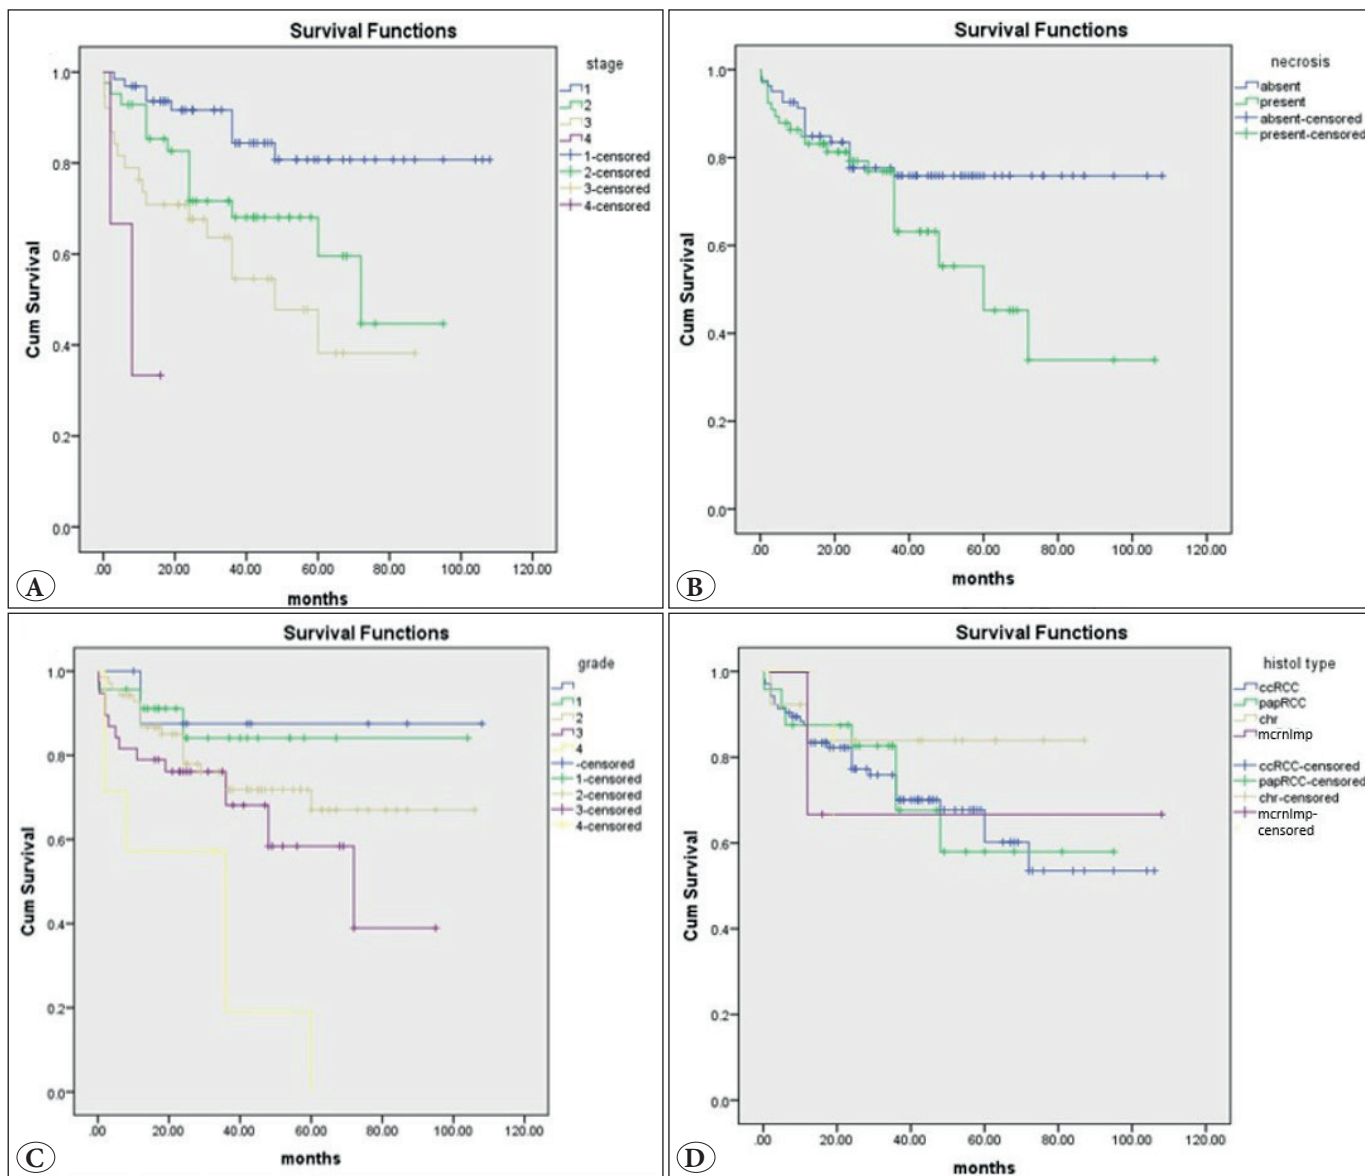 Survival Functions
stage
1
2
3
4
1-censored
2-censored
3-censored
4-censored
1.0
0.8
0.6
0.4
0.2
0.0
Cum Survival
.00 20.00 40.00 60.00 80.00 100.00 120.00
months
A
Survival Functions
necrosis
absent
present
absent-censored
present-censored
1.0
0.8
0.6
0.4
0.2
0.0
Cum Survival
.00 20.00 40.00 60.00 80.00 100.00 120.00
months
B
Survival Functions
grade
1
2
3
4
-censored
1-censored
2-censored
3-censored
4-censored
1.0
0.8
0.6
0.4
0.2
0.0
Cum Survival
.00 20.00 40.00 60.00 80.00 100.00 120.00
months
C
Survival Functions
histol type
ccRCC
papRCC
chr
mcrnlmp
ccRCC-censored
papRCC-censored
chr-censored
mcrnlmp-
censored
1.0
0.8
0.6
0.4
0.2
0.0
Cum Survival
.00 20.00 40.00 60.00 80.00 100.00 120.00
months
D